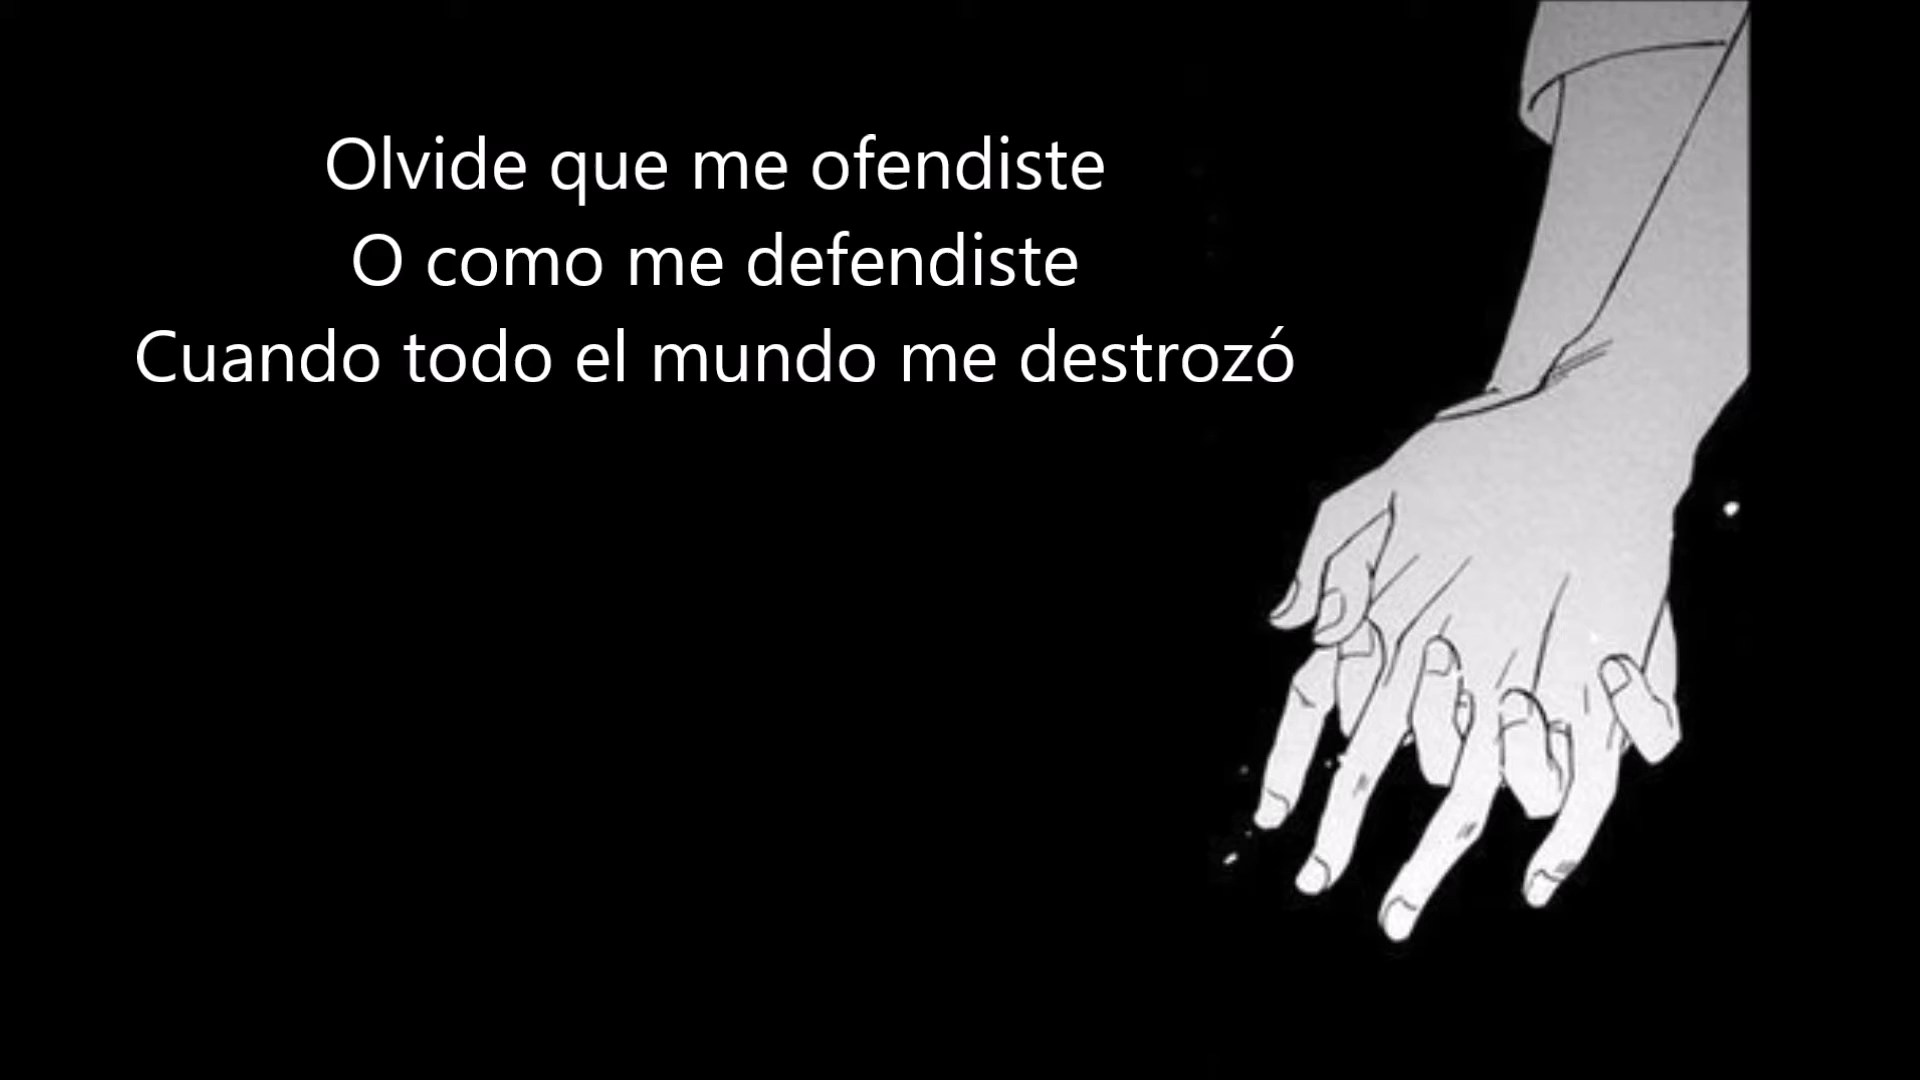 Olvide que me ofendiste
O como me defendiste
Cuando todo el mundo me destrozó